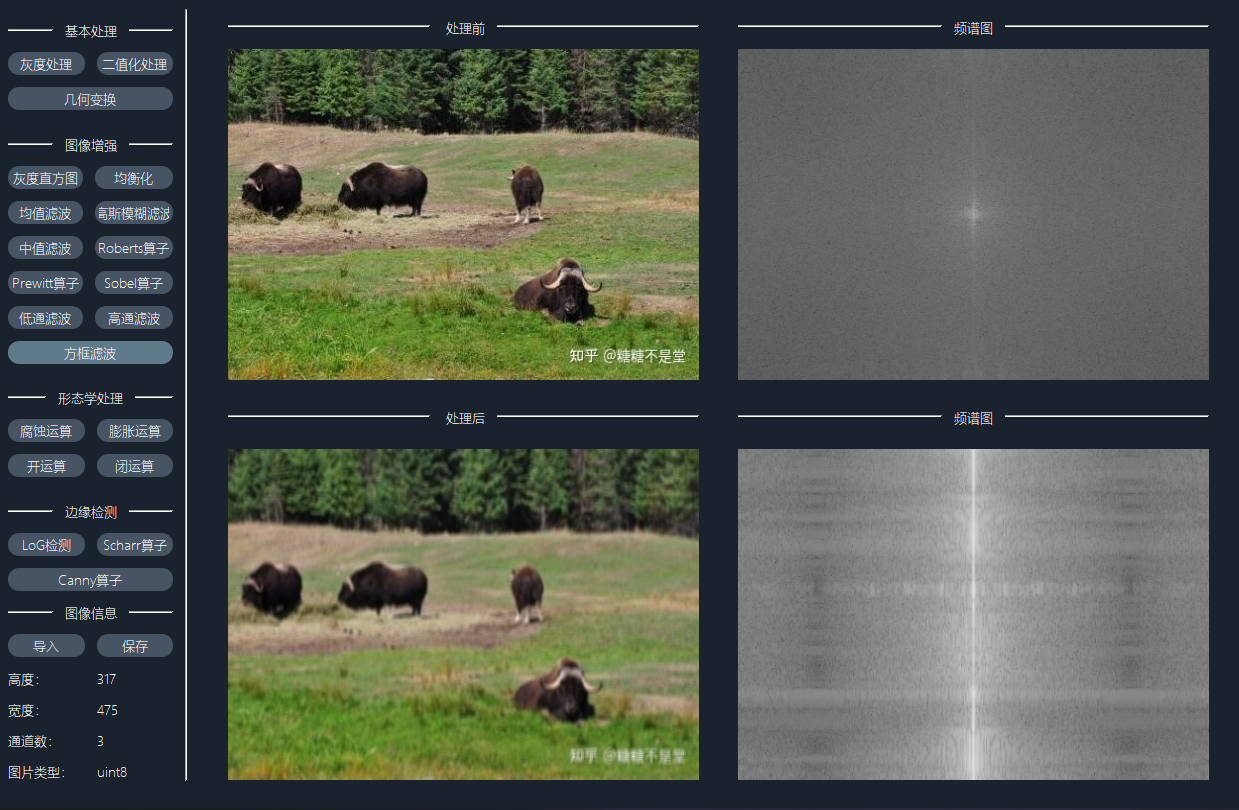 基本处理
灰度处理 二值化处理
几何变换
图像增强
灰度直方图 均衡化
均值滤波 高斯模糊滤波
中值滤波 Roberts算子
Prewitt算子 Sobel算子
低通滤波 高通滤波
方框滤波
形态学处理
腐蚀运算 膨胀运算
开运算 闭运算
边缘检测
LoG检测 Scharr算子
Canny算子
图像信息
导入 保存
高度: 317
宽度: 475
通道数: 3
图片类型: uint8
处理前
知乎 @糖糖不是堂
频谱图
处理后
知乎 @糖糖不是堂
频谱图